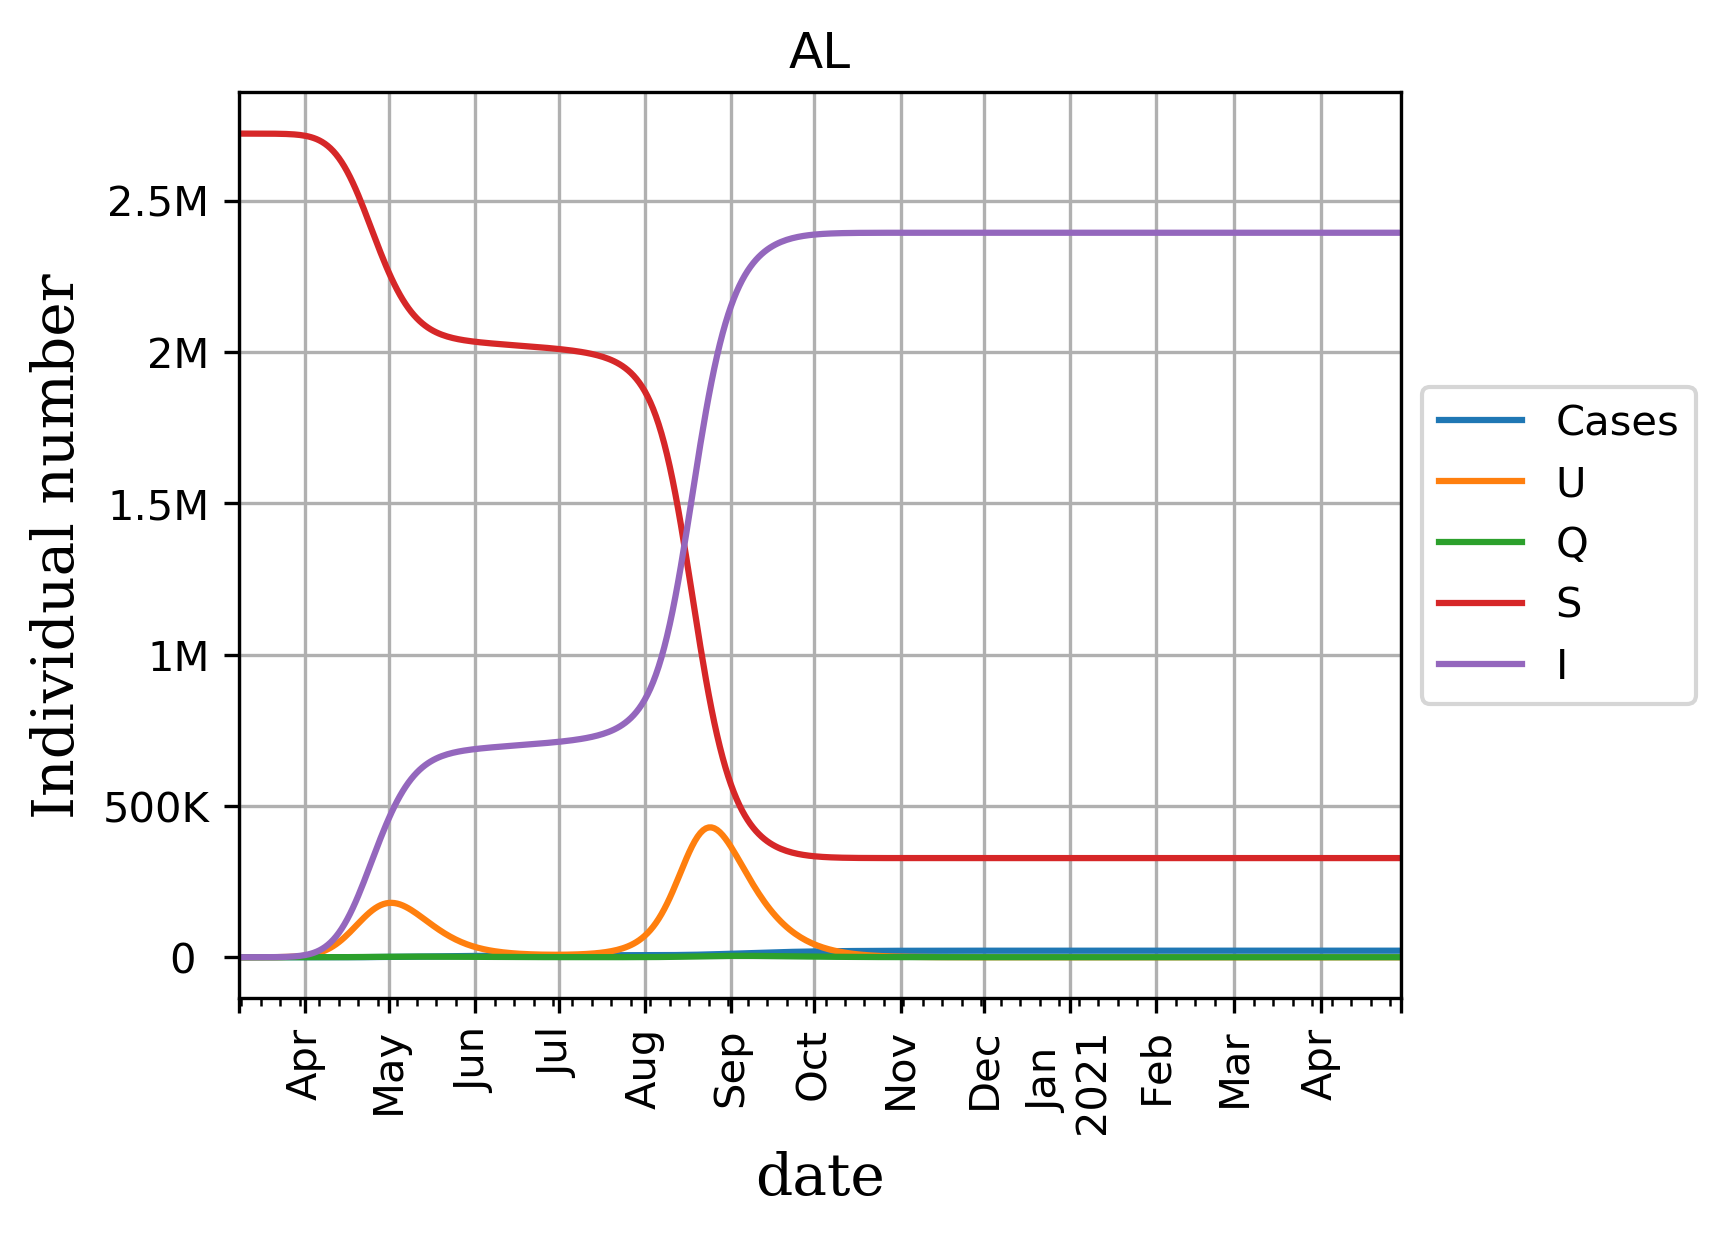 AL
Individual number
2.5M
2M
1.5M
1M
500K
0
Apr
May
Jun
Jul
Aug
Sep
Oct
Nov
Dec
Jan
2021
Feb
Mar
Apr
date
Cases
U
Q
S
I